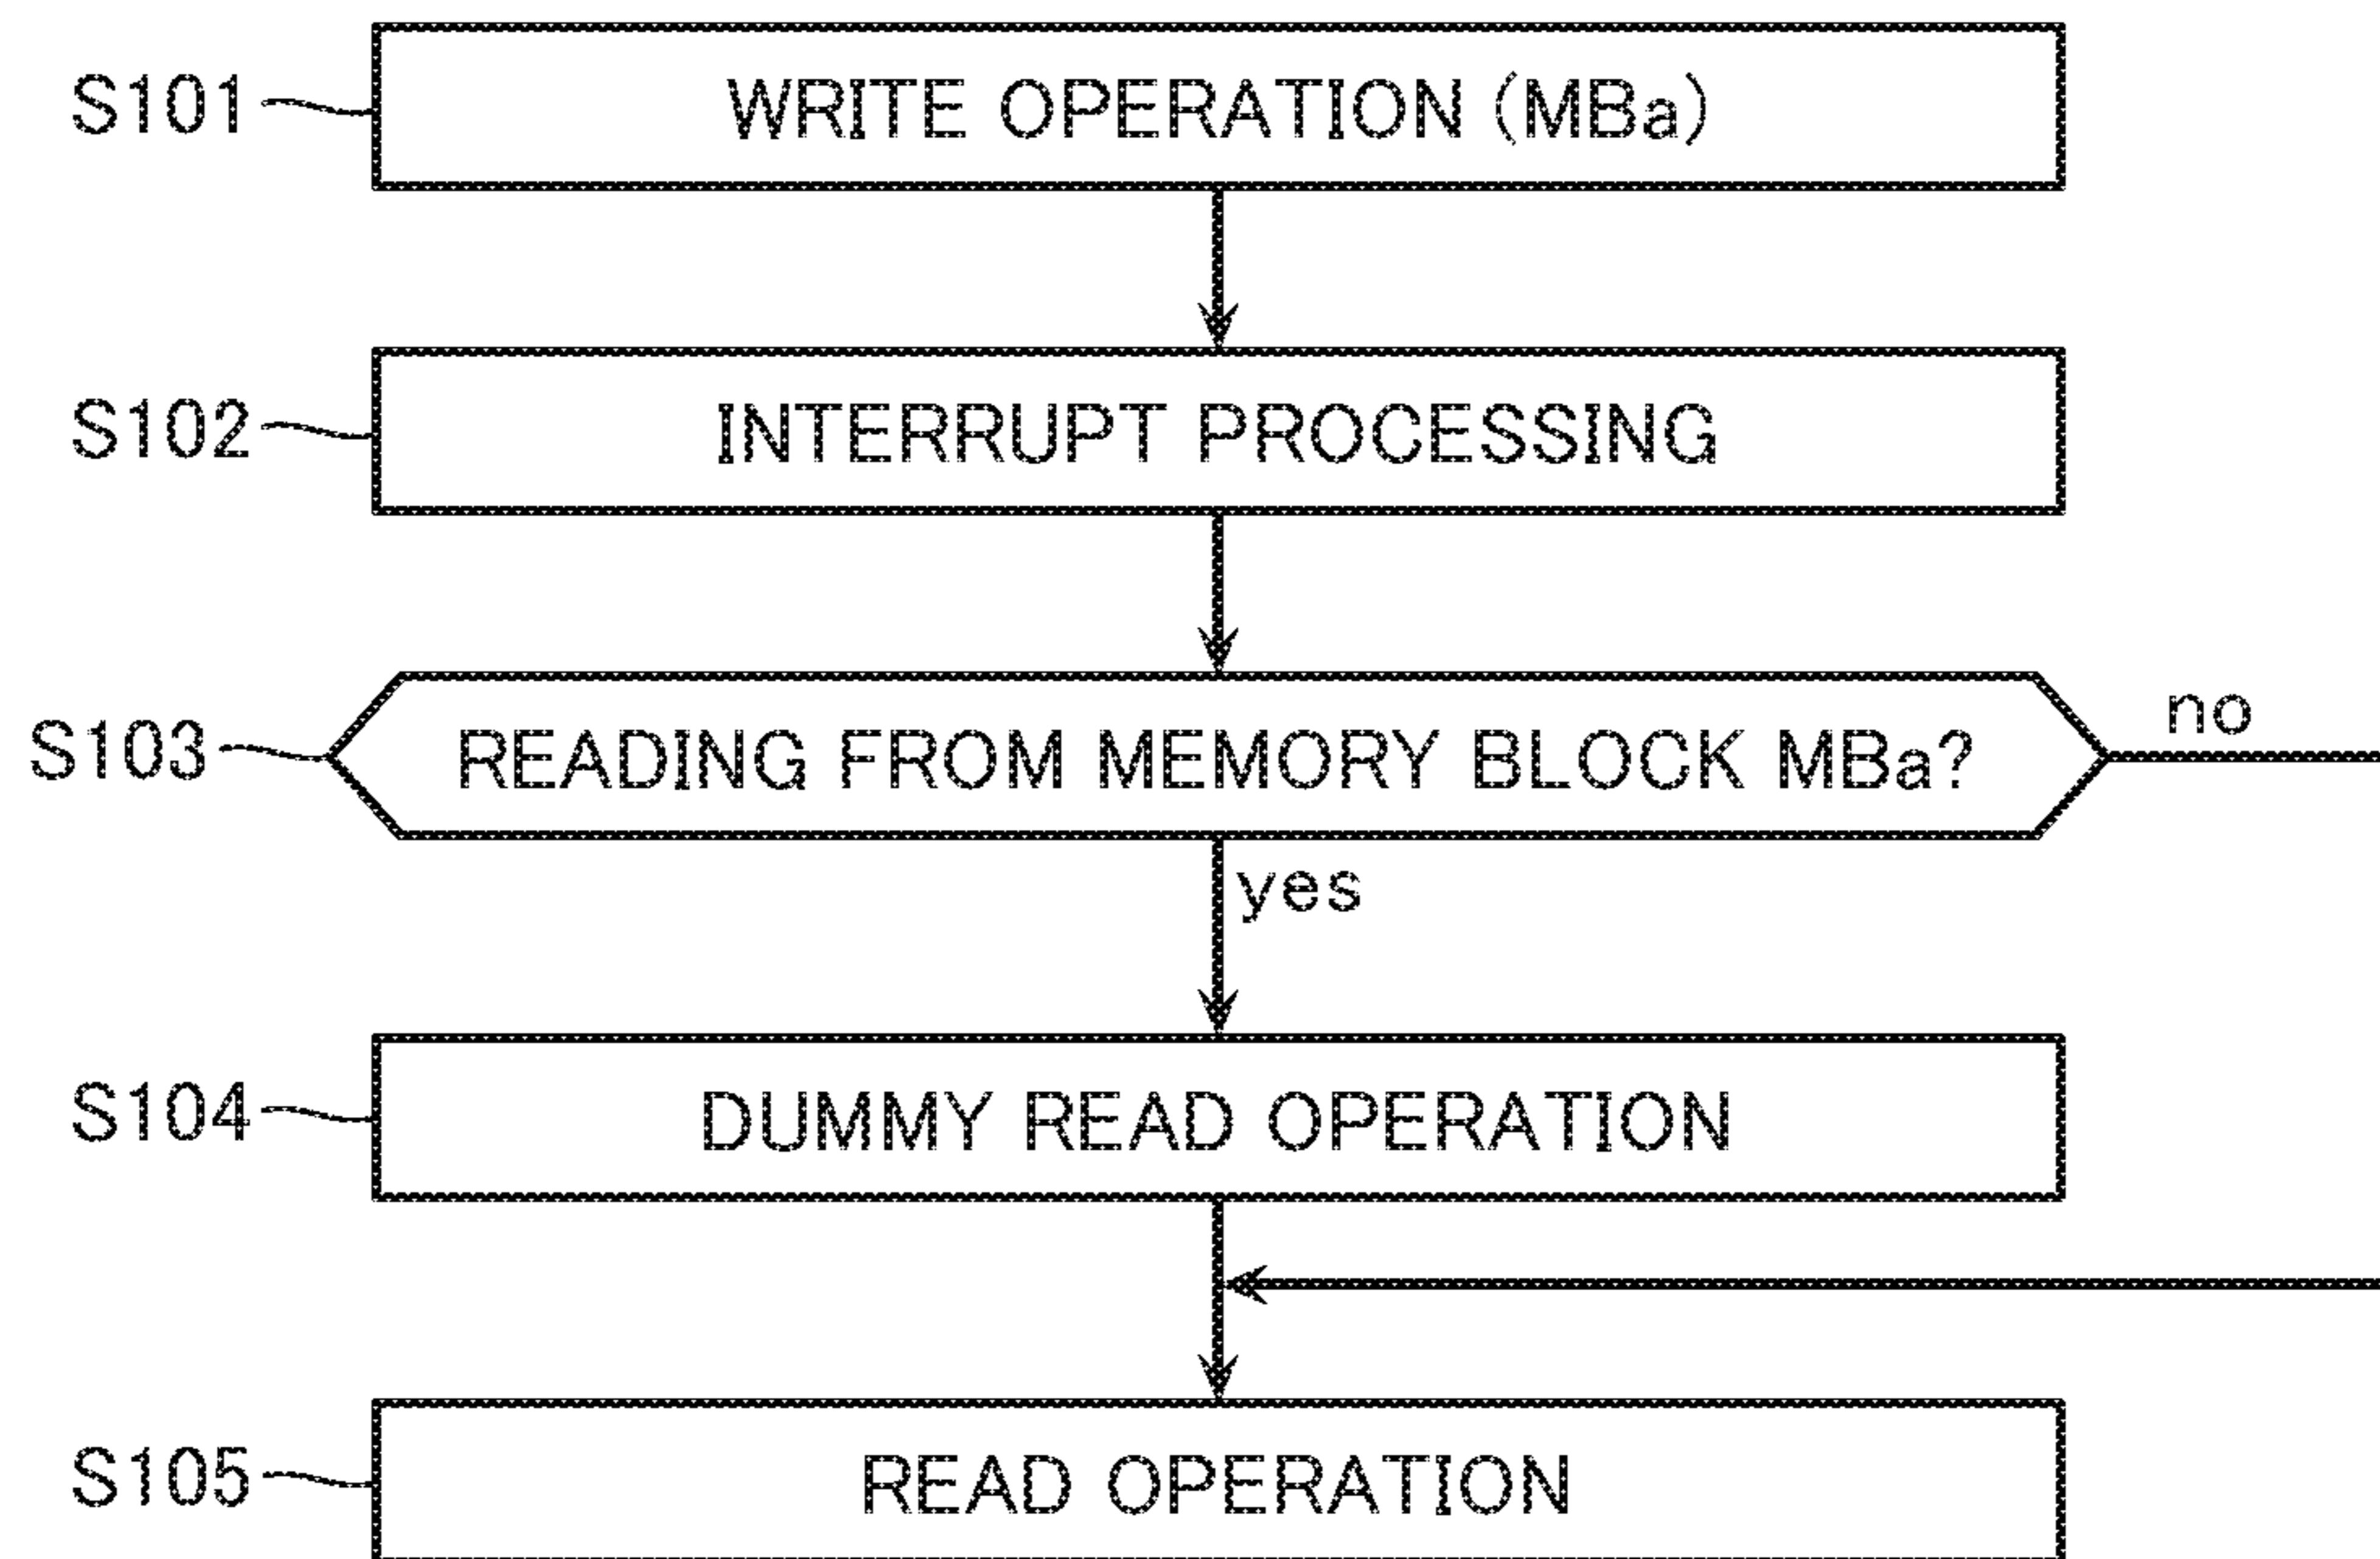 S101 WRITE OPERATION (MBa)
S102 INTERRUPT PROCESSING
S103 READING FROM MEMORY BLOCK MBa? no
yes
S104 DUMMY READ OPERATION
S105 READ OPERATION